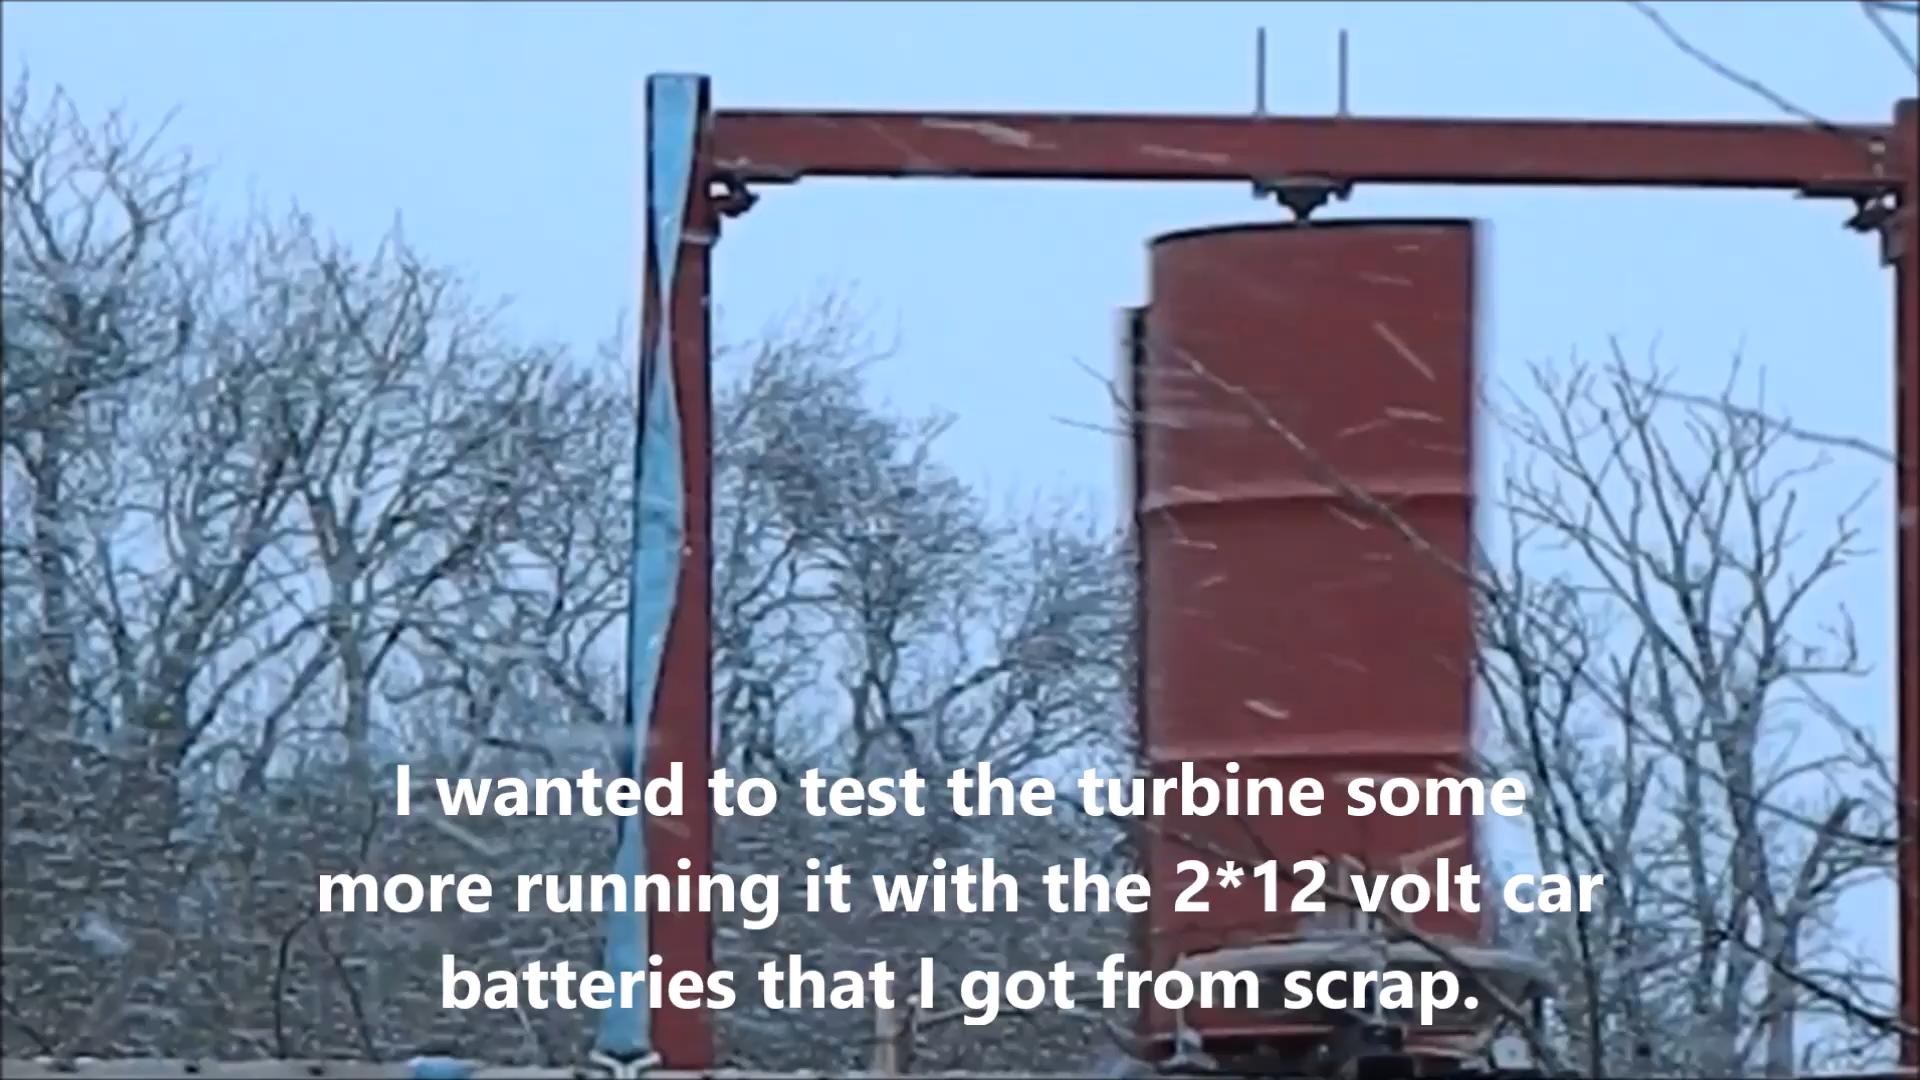 I wanted to test the turbine some
more running it with the 2*12 volt car
batteries that I got from scrap.